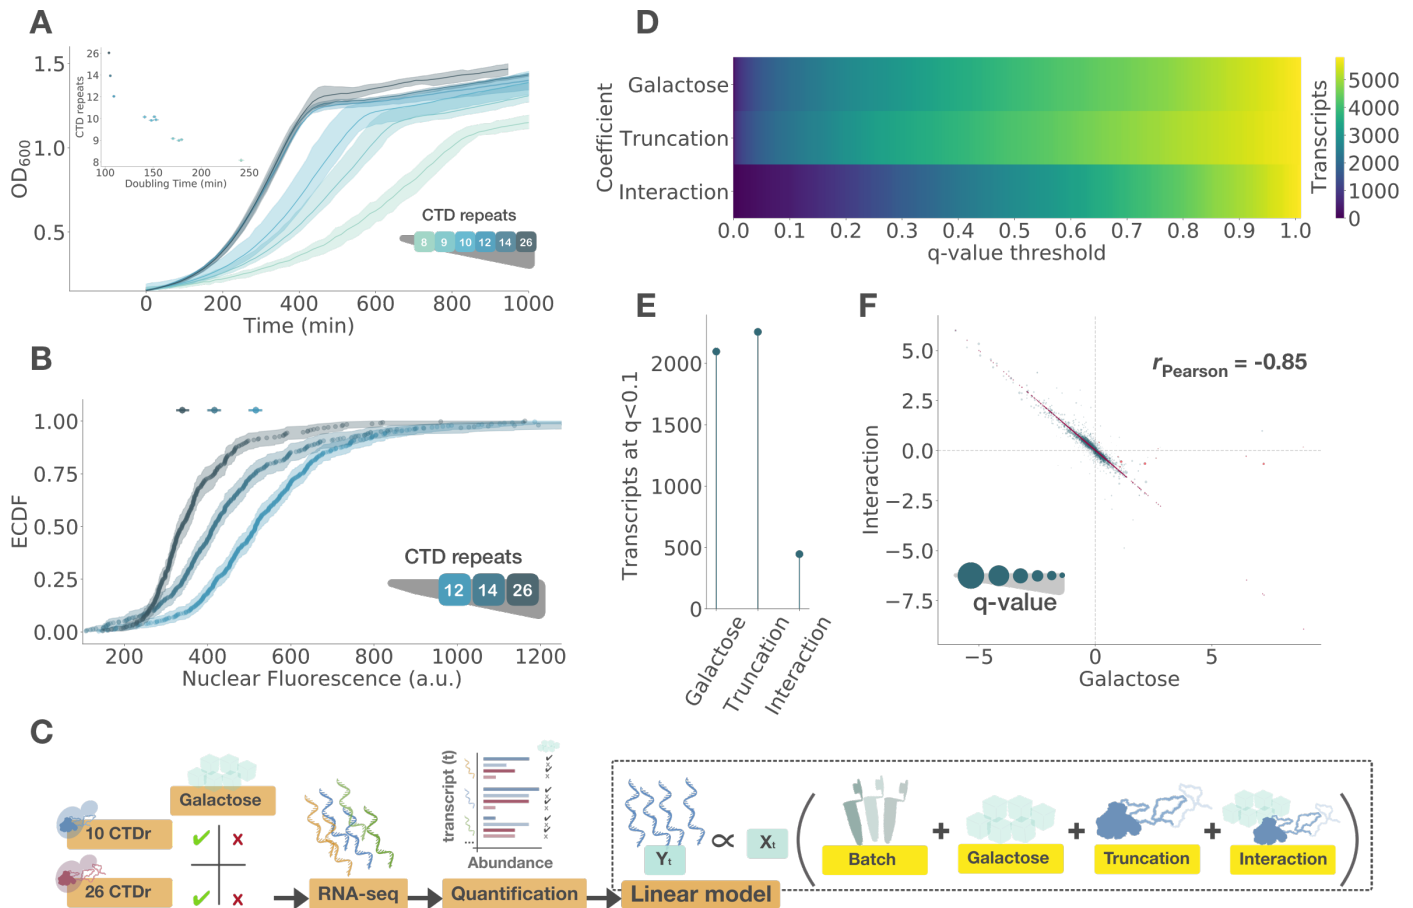 A
1.5
1.0
0.5
OD600
26
14
12
10
9
8
CTD repeats
100
150
200
250
Doubling Time (min)
CTD repeats
8 9 10 12 14 26
0 200 400 600 800 1000
Time (min)
B
1.00
0.75
0.50
0.25
0.00
ECDF
CTD repeats
12 14 26
200 400 600 800 1000 1200
Nuclear Fluorescence (a.u.)
D
Coefficient
Galactose
Truncation
Interaction
0.0 0.1 0.2 0.3 0.4 0.5 0.6 0.7 0.8 0.9 1.0
q-value threshold
Transcripts
5000
4000
3000
2000
1000
0
E
Transcripts at q<0.1
2000
1500
1000
500
0
Galactose
Truncation
Interaction
F
rPearson = -0.85
5.0
2.5
0.0
−2.5
−5.0
−7.5
Interaction
q-value
−5 0 5
Galactose
C
Galactose
10 CTDr
✔ x
26 CTDr
✔ x
RNA-seq
transcript (t)
...
Abundance
Quantification
Linear model
Yt ∝ Xt
( Batch + Galactose + Truncation + Interaction )